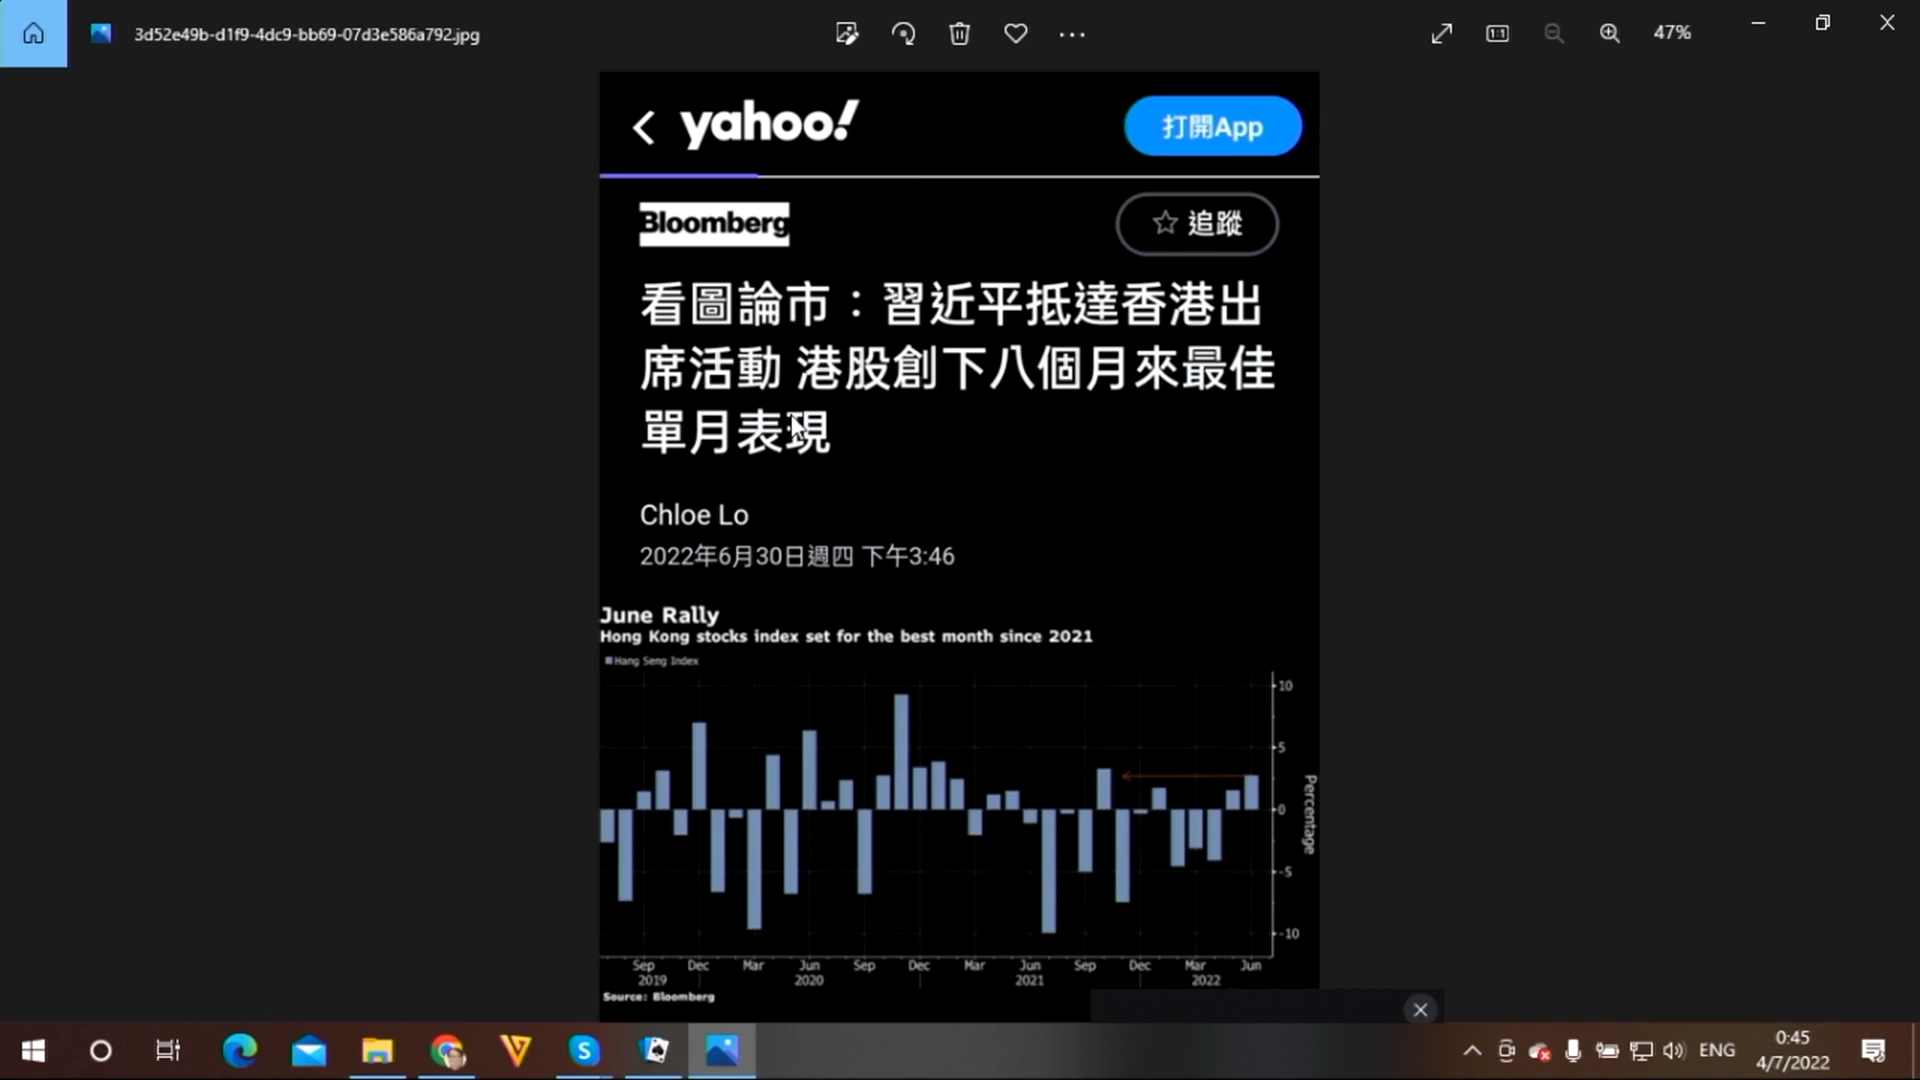 3d52e49b-d1f9-4dc9-bb69-07d3e586a792.jpg
1:1
47%
yahoo!
打開App
Bloomberg
☆ 追蹤
看圖論市：習近平抵達香港出
席活動 港股創下八個月來最佳
單月表現
Chloe Lo
2022年6月30日週四 下午3:46
June Rally
Hong Kong stocks index set for the best month since 2021
Hang Seng Index
10
5
0
-5
-10
Percentage
Sep Dec Mar Jun Sep Dec Mar Jun Sep Dec Mar Jun
2019 2020 2021 2022
Source: Bloomberg
ENG
0:45
4/7/2022